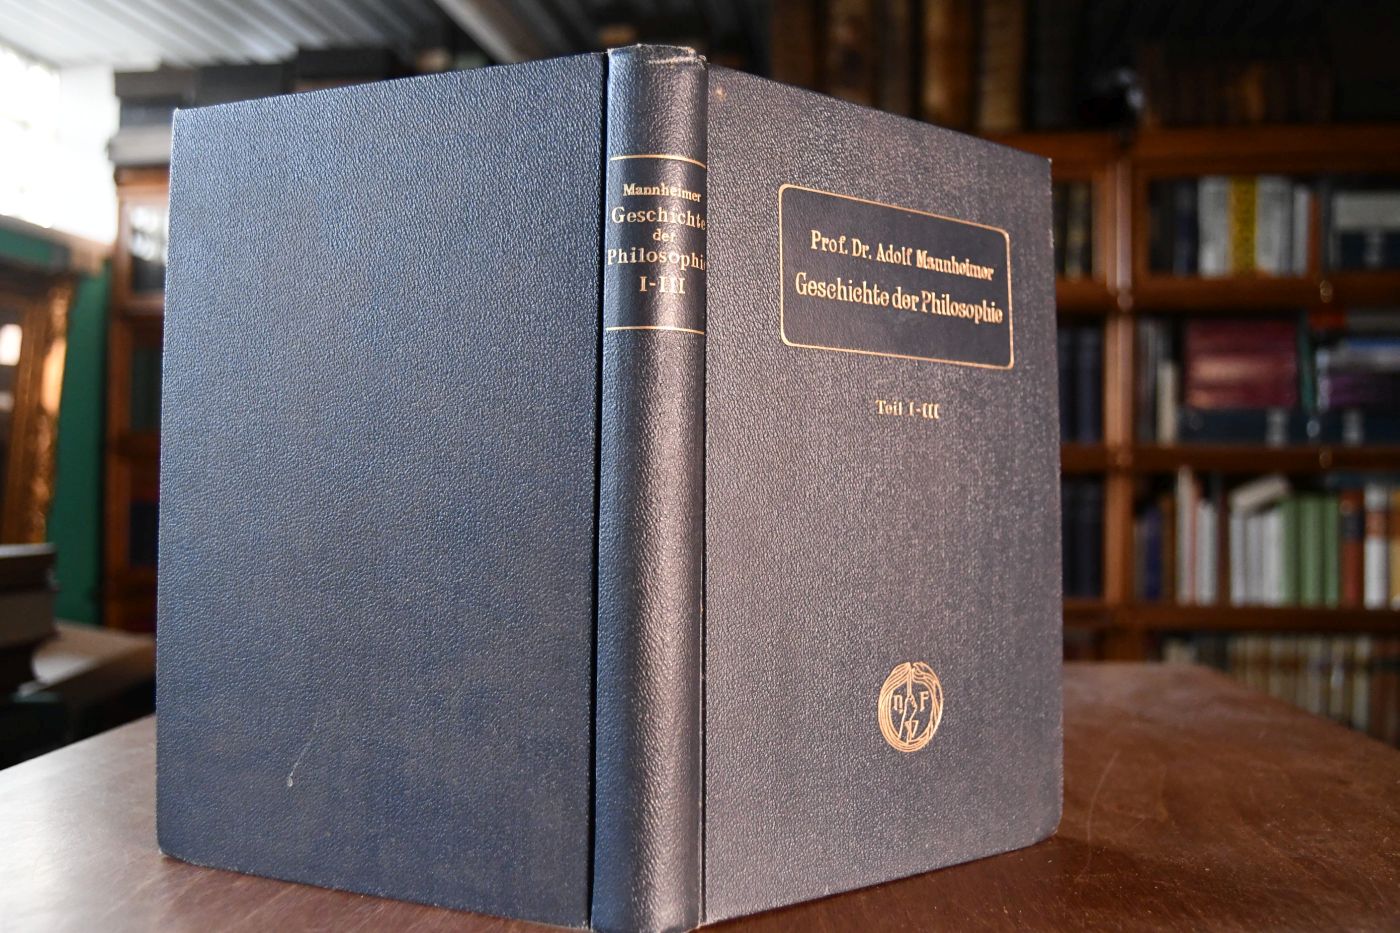 Mannheimer
Geschichte
der
Philosophie
I-III
Prof. Dr. Adolf Mannheimer
Geschichte der Philosophie
Teil I-III
n F
V